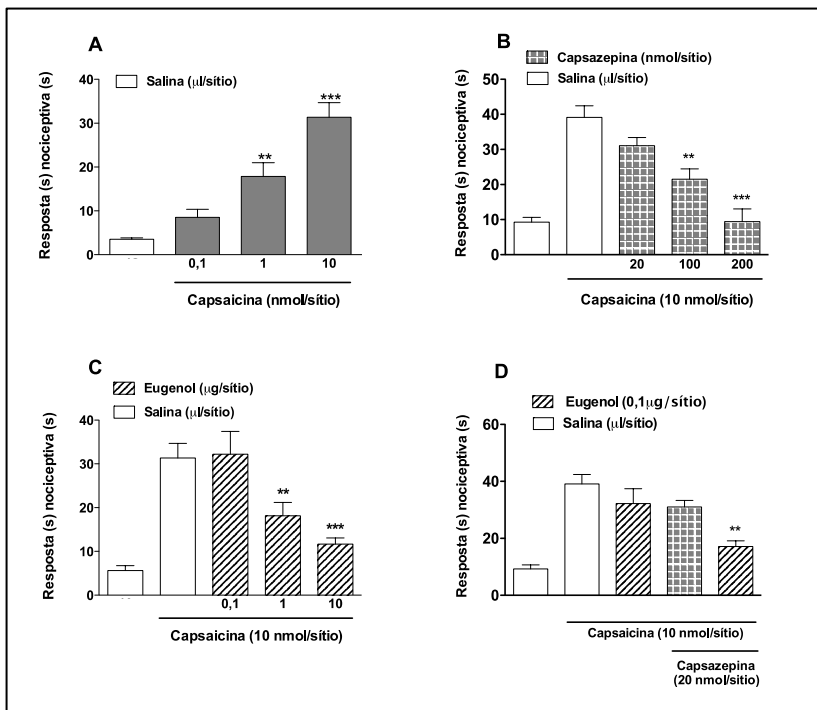 A
Salina (μl/sítio)
Resposta (s) nociceptiva (s)
40
30
20
10
0
**
***
0,1 1 10
Capsaicina (nmol/sítio)
B
Capsazepina (nmol/sítio)
Salina (μl/sítio)
Resposta (s) nociceptiva (s)
50
40
30
20
10
0
**
***
20 100 200
Capsaicina (10 nmol/sítio)
C
Eugenol (μg/sítio)
Salina (μl/sítio)
Resposta (s) nociceptiva (s)
40
30
20
10
0
**
***
0,1 1 10
Capsaicina (10 nmol/sítio)
D
Eugenol (0,1μg/sítio)
Salina (μl/sítio)
Resposta (s) nociceptiva (s)
60
40
20
0
**
Capsaicina (10 nmol/sítio)
Capsazepina
(20 nmol/sitio)